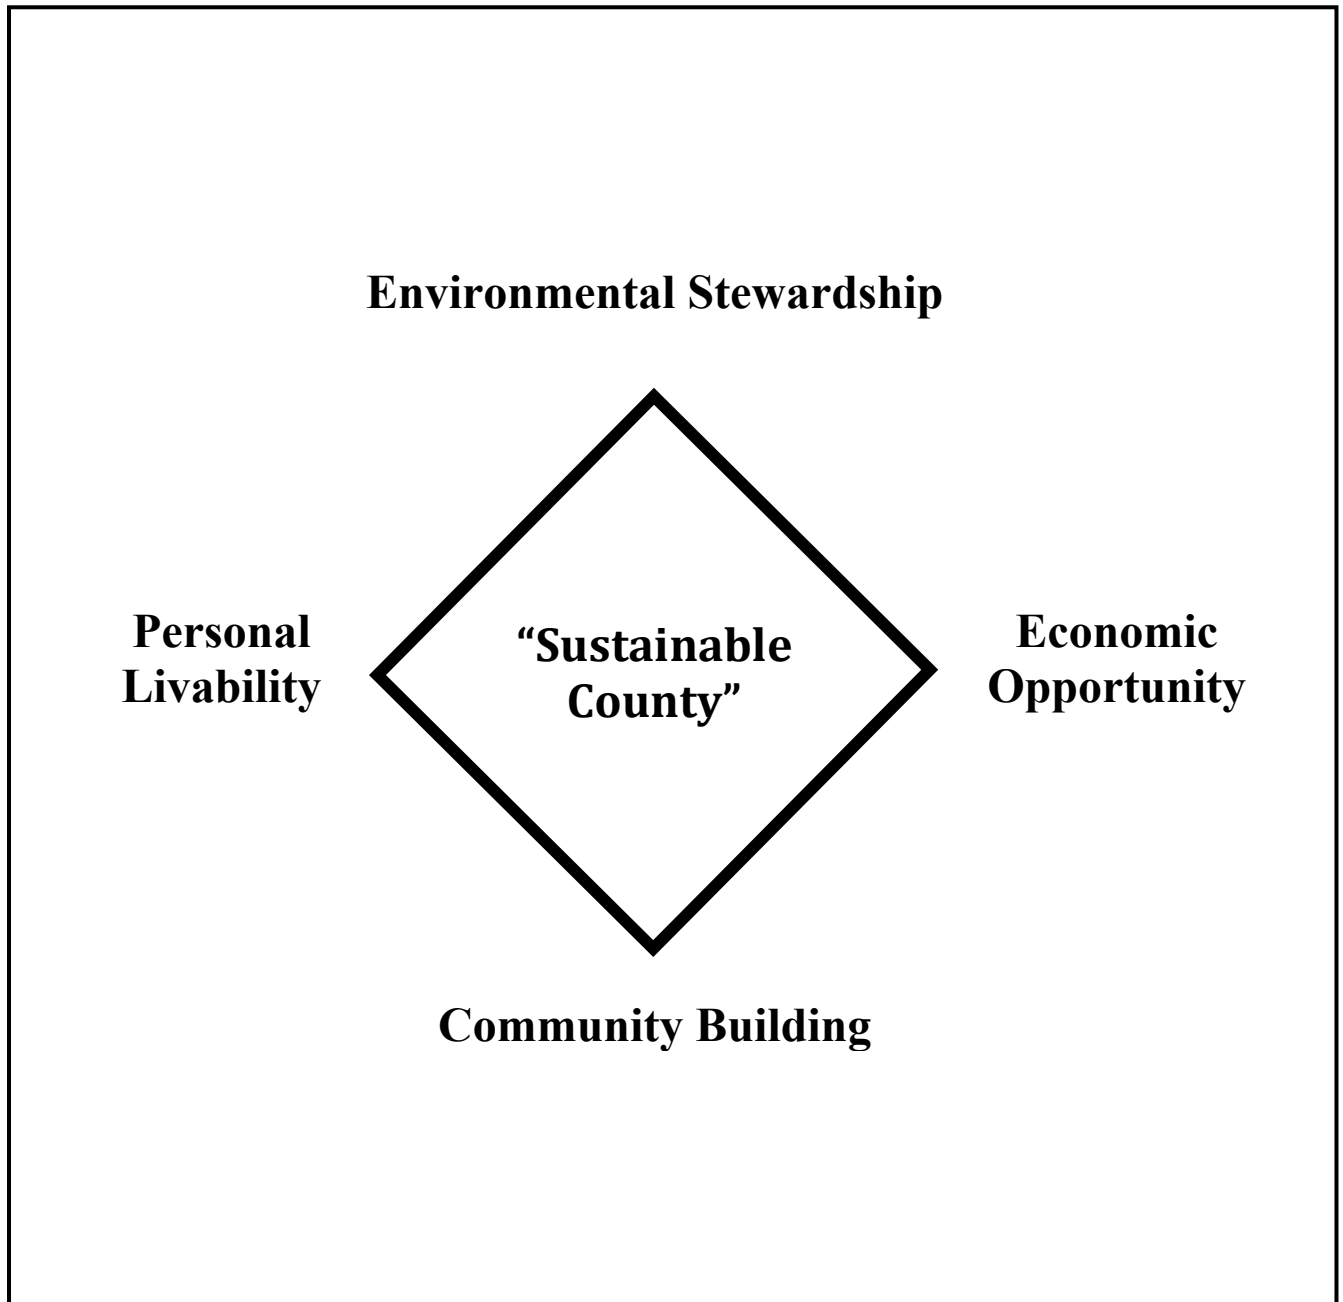 Environmental Stewardship
Personal
Livability
“Sustainable
County”
Economic
Opportunity
Community Building